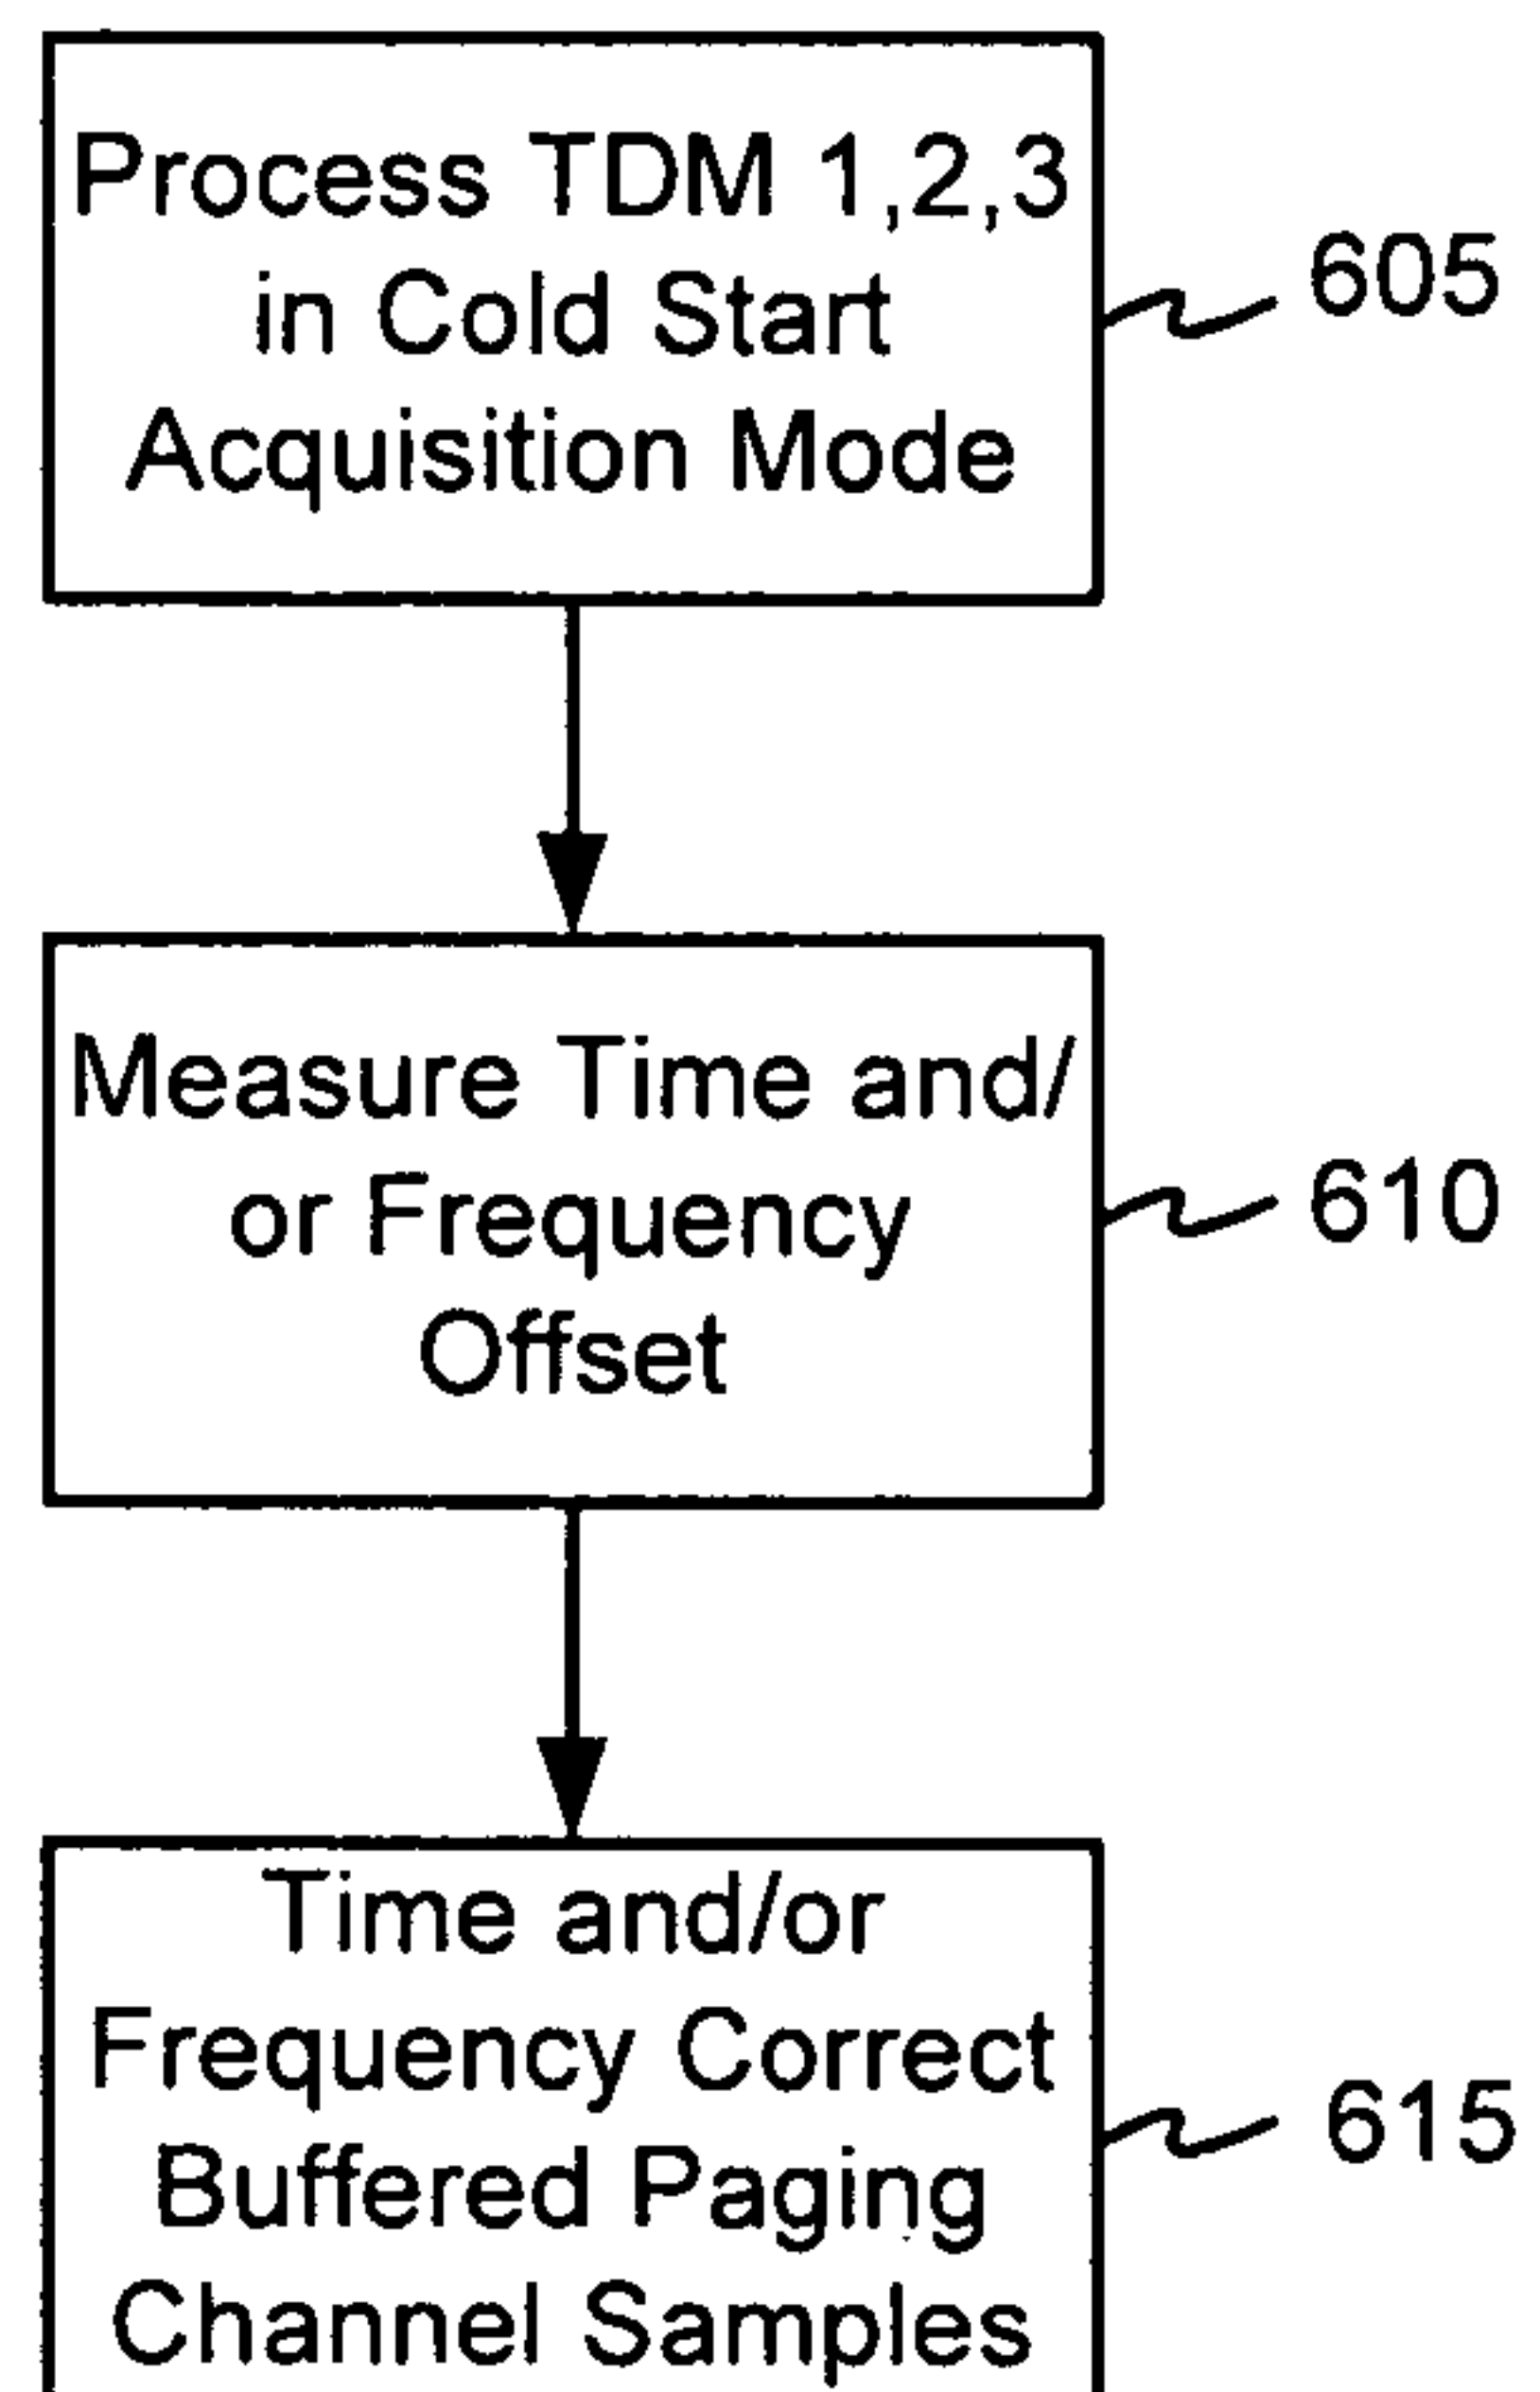 Process TDM 1,2,3
in Cold Start
Acquisition Mode
605
Measure Time and/
or Frequency
Offset
610
Time and/or
Frequency Correct
Buffered Paging
Channel Samples
615